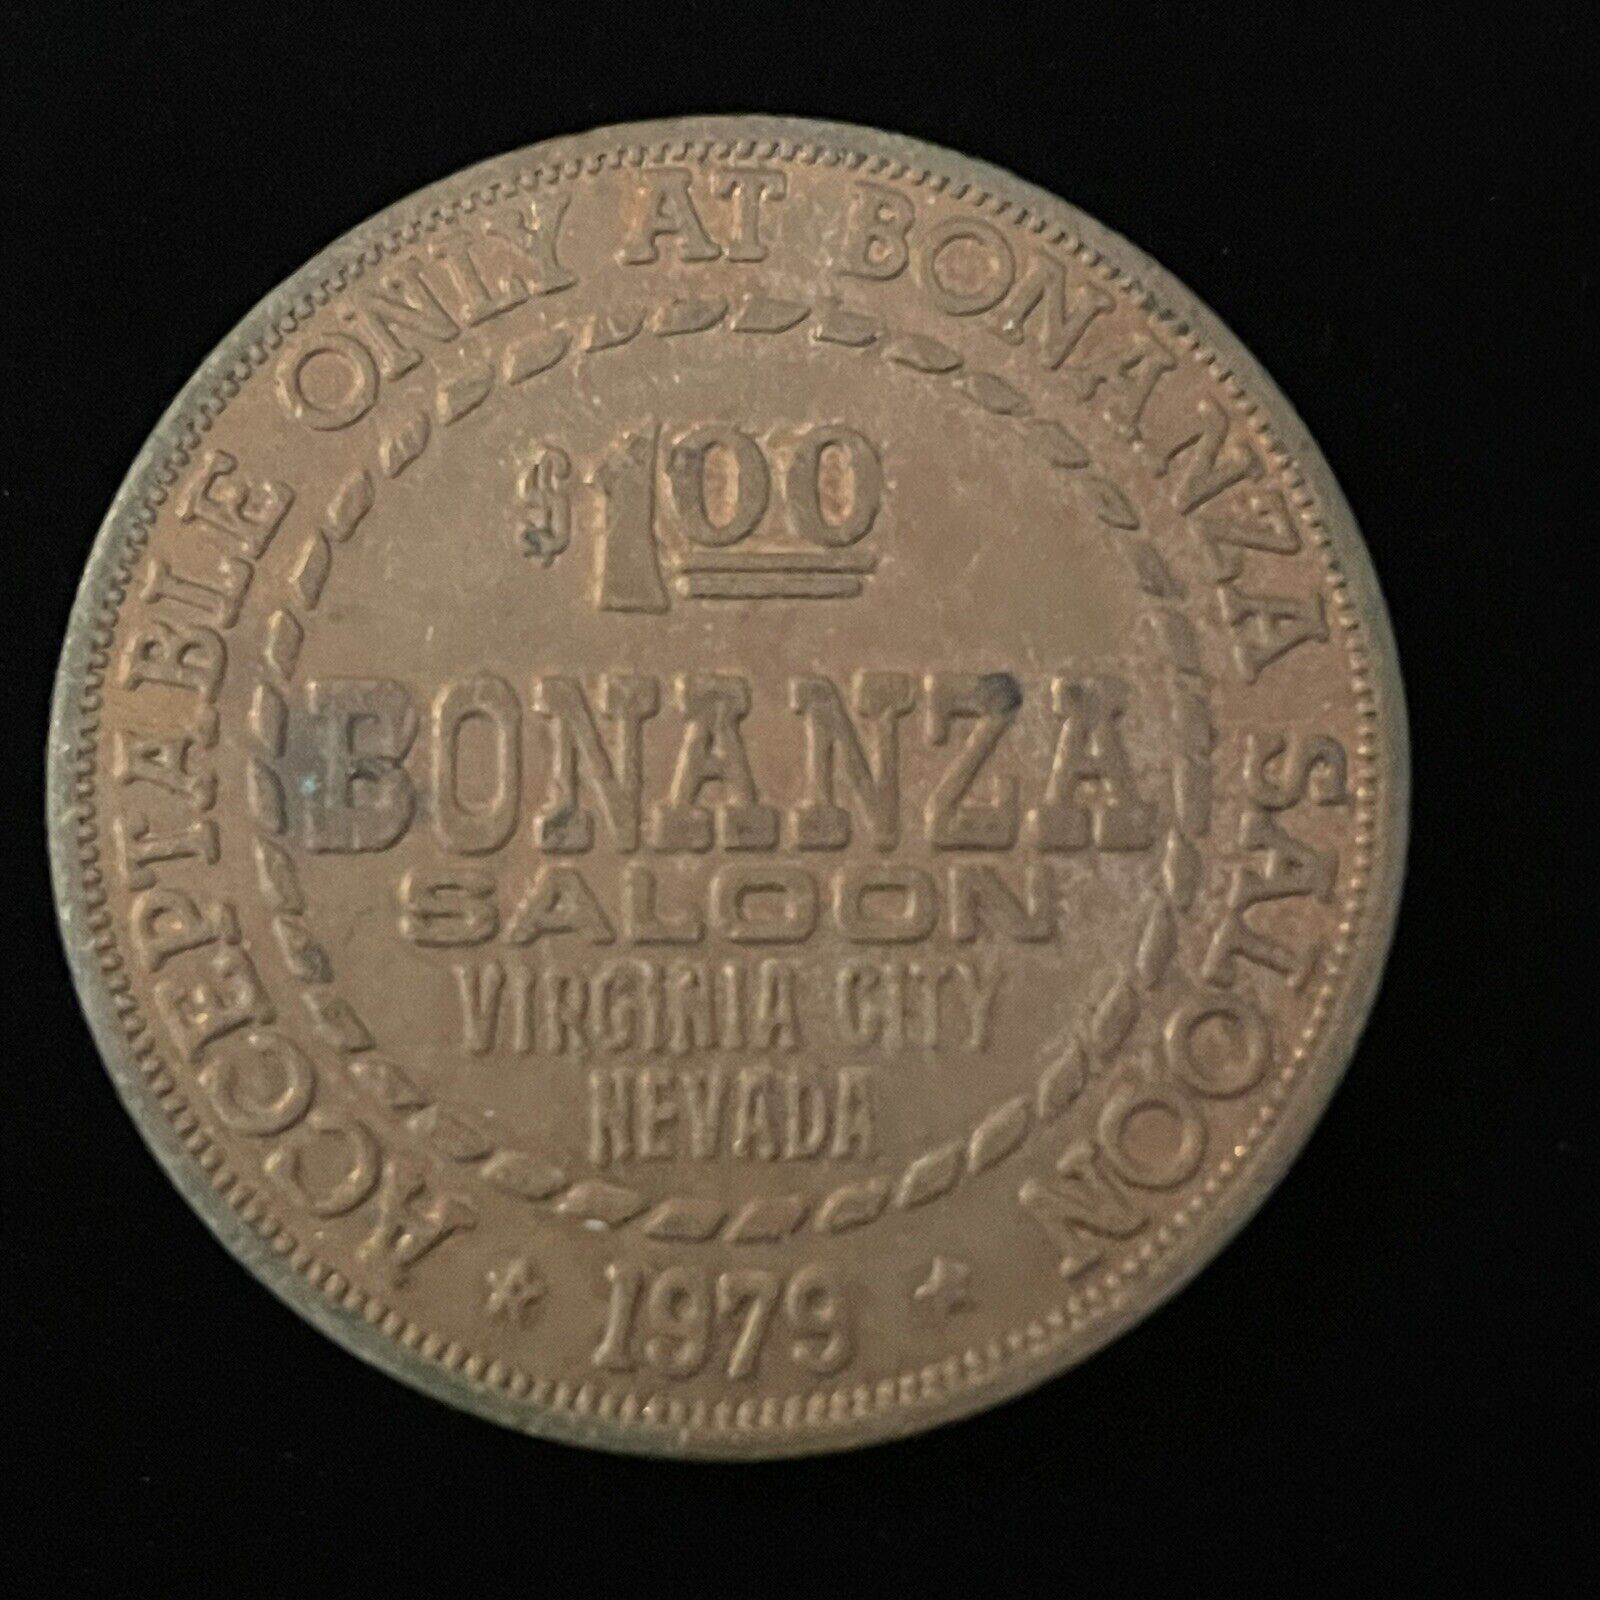 ACCEPTABLE ONLY AT BONANZA SALOON
$1.00
BONANZA
SALOON
VIRGINIA CITY
NEVADA
1979